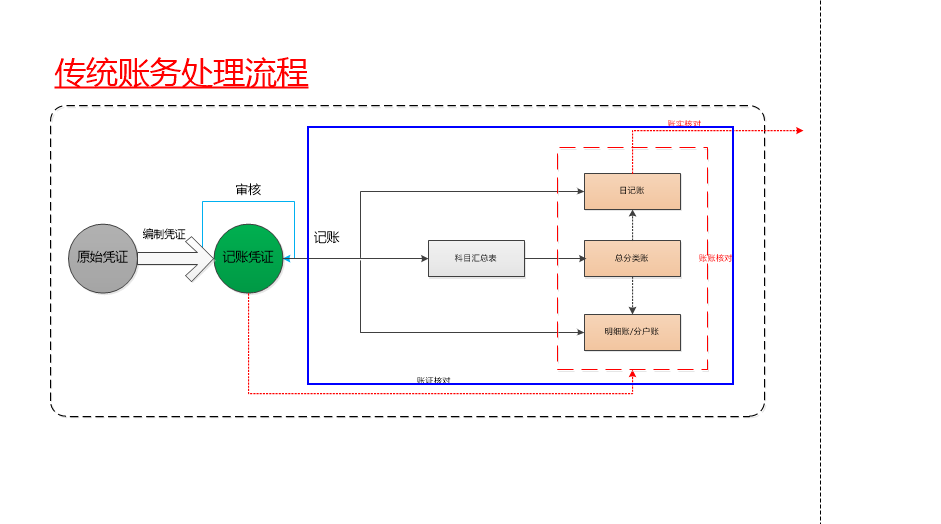 传统账务处理流程
账实核对
审核
日记账
编制凭证
记账
原始凭证
记账凭证
科目汇总表
总分类账
账账核对
明细账/分户账
账证核对